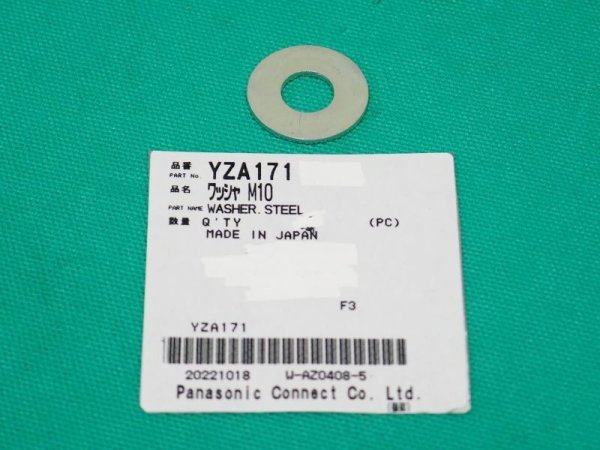 品番 YZA171
PART No.
品名 ワッシャ M10
PART NAME WASHER.STEEL
数量 Q'TY (PC)
MADE IN JAPAN
F3
YZA171
20221018 W-AZ0408-5
Panasonic Connect Co. Ltd.